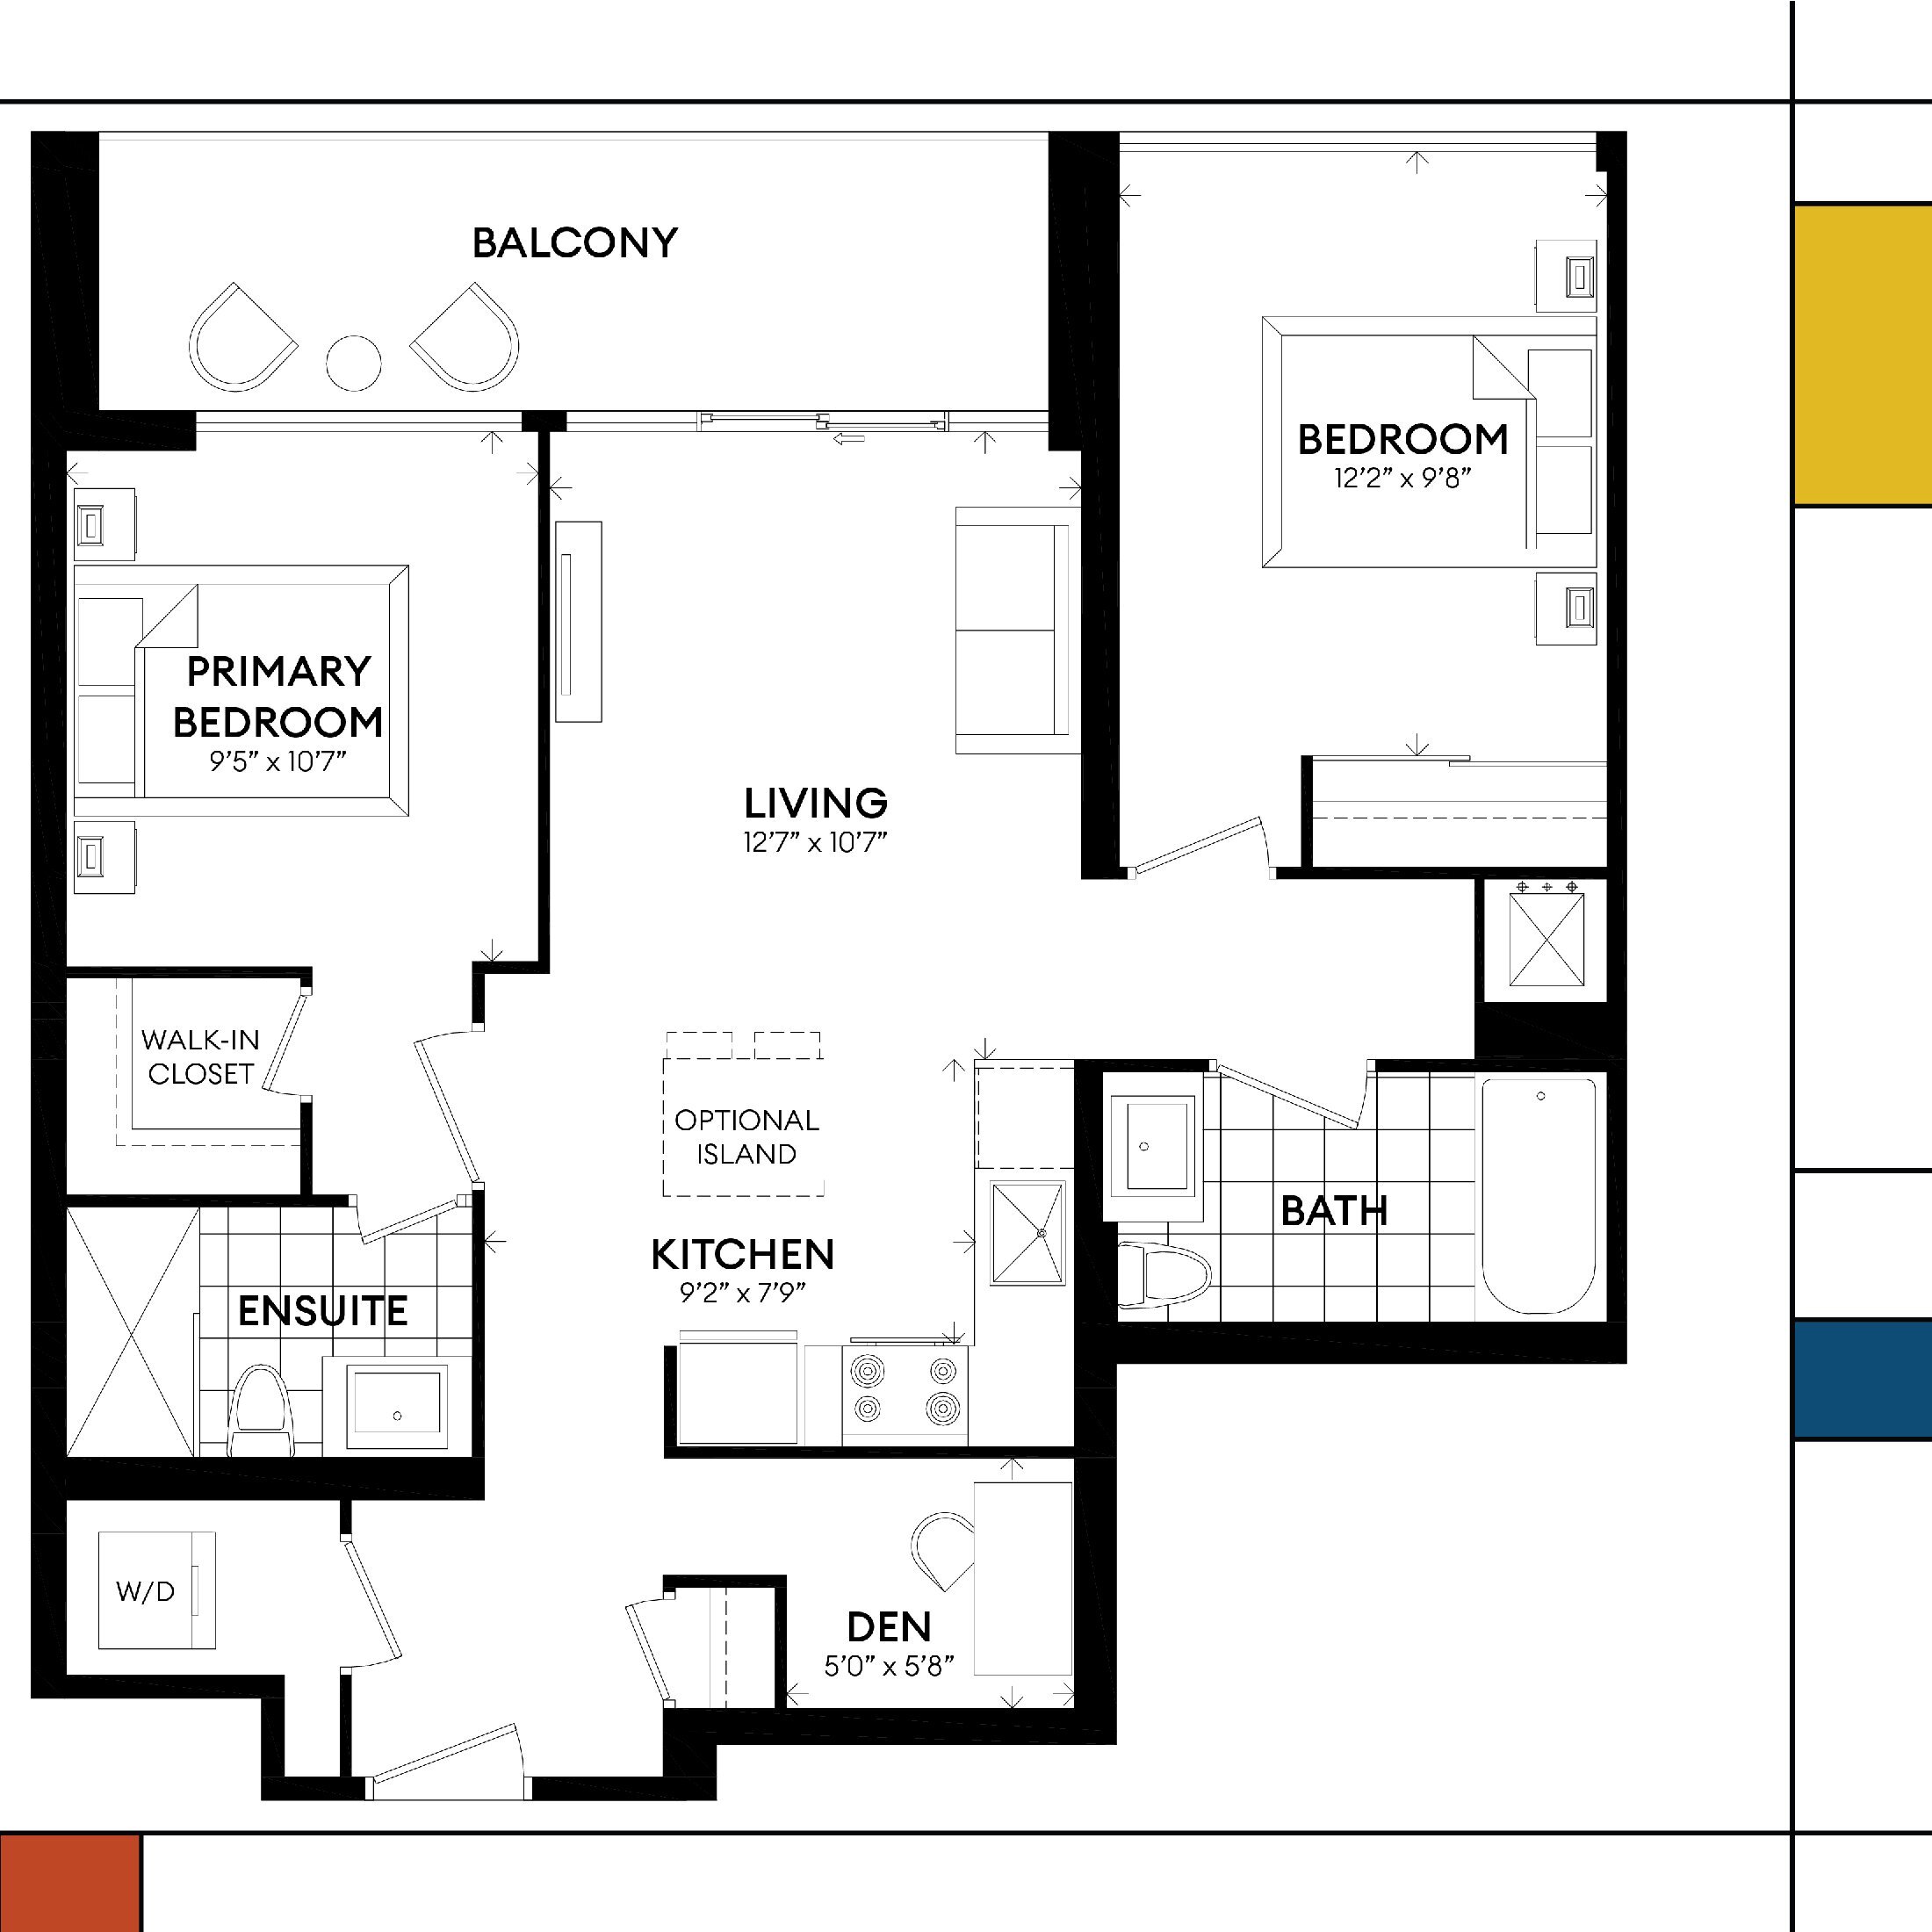 BALCONY
BEDROOM
12’2” x 9’8”
PRIMARY
BEDROOM
9’5” x 10’7”
LIVING
12’7” x 10’7”
WALK-IN
CLOSET
OPTIONAL
ISLAND
BATH
KITCHEN
9’2” x 7’9”
ENSUITE
W/D
DEN
5’0” x 5’8”